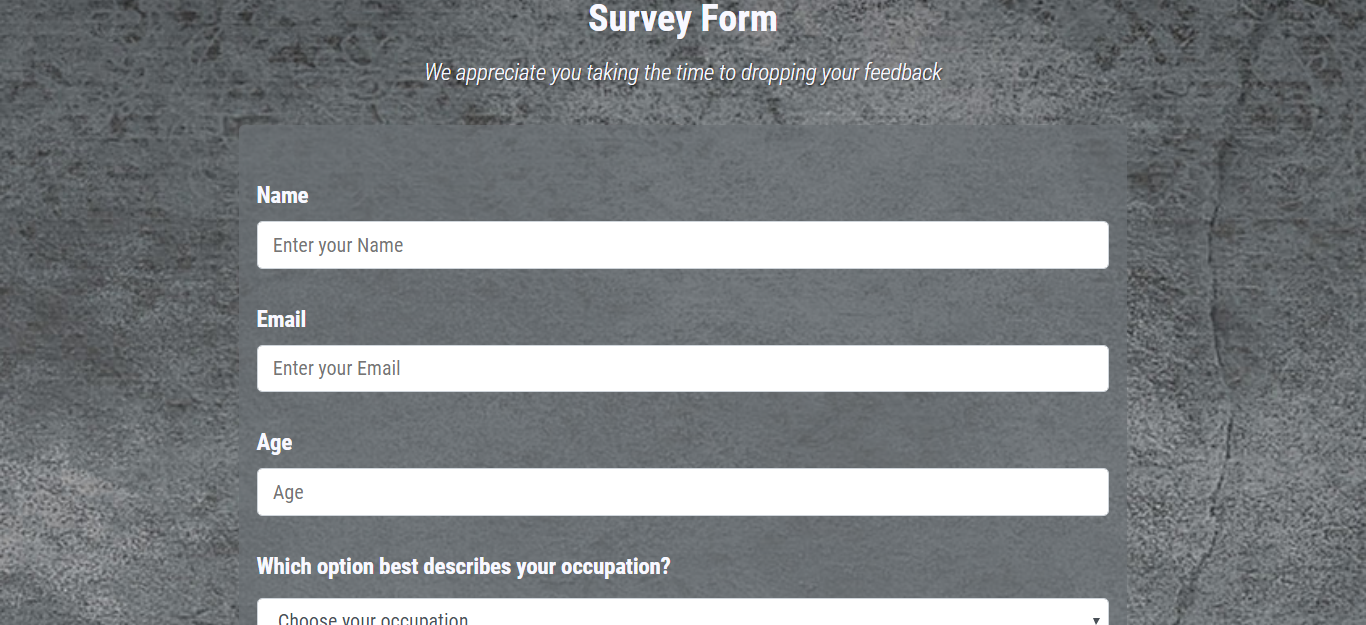 Survey Form
We appreciate you taking the time to dropping your feedback
Name
Enter your Name
Email
Enter your Email
Age
Age
Which option best describes your occupation?
Choose your occupation